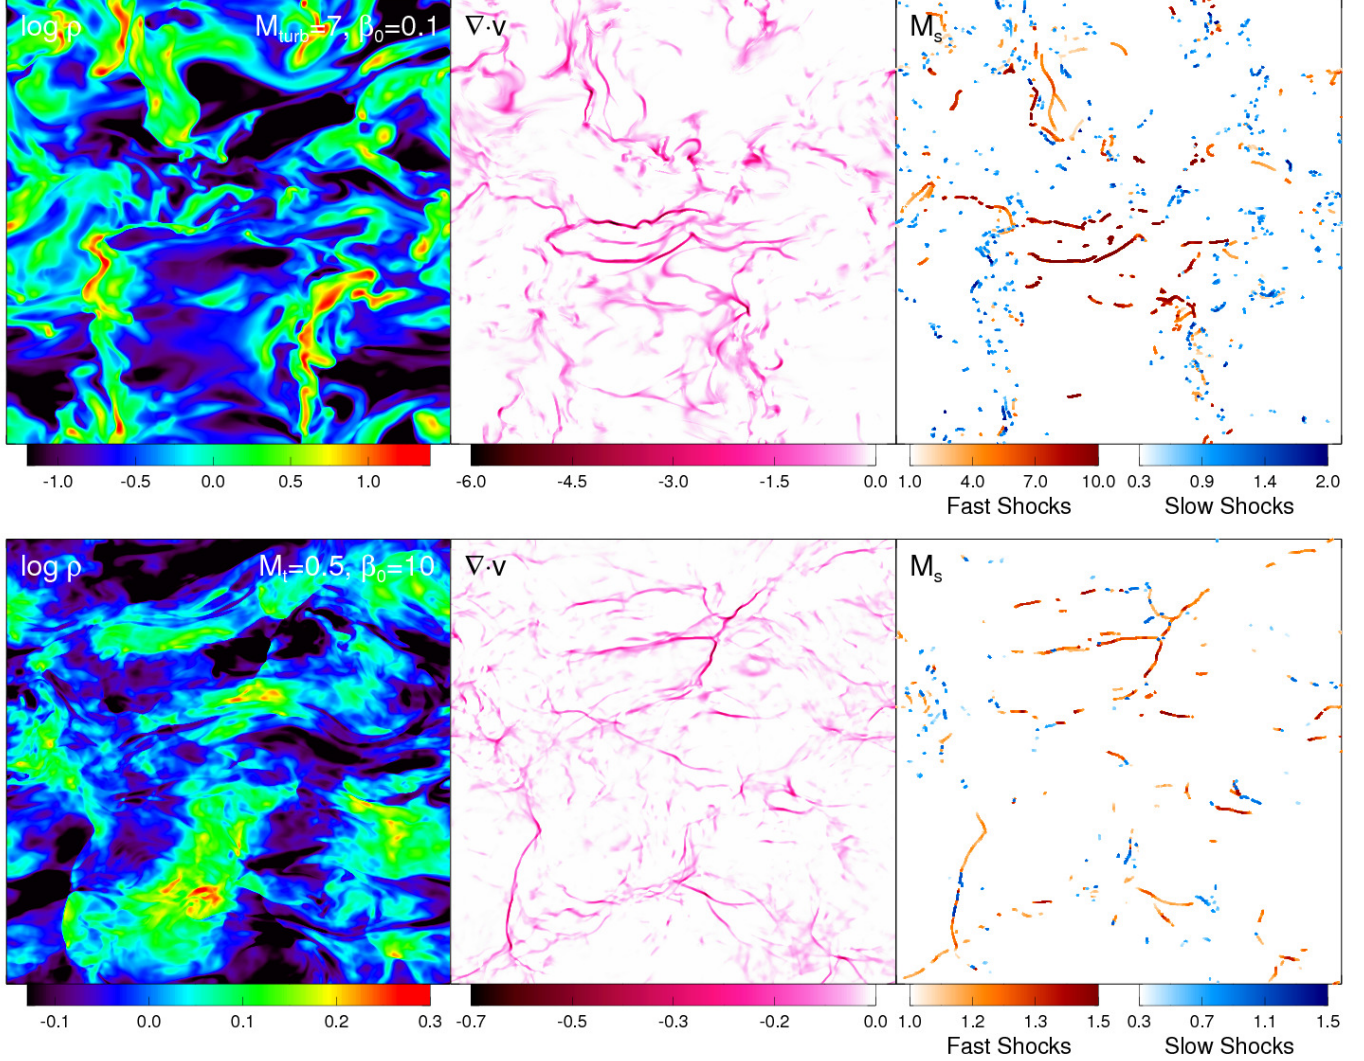 log ρ
M_turb=7, β₀=0.1
∇·v
M_s
-1.0 -0.5 0.0 0.5 1.0
-6.0 -4.5 -3.0 -1.5 0.0
1.0 4.0 7.0 10.0
0.3 0.9 1.4 2.0
Fast Shocks
Slow Shocks
log ρ
M_t=0.5, β₀=10
∇·v
M_s
-0.1 0.0 0.1 0.2 0.3
-0.7 -0.5 -0.3 -0.2 0.0
1.0 1.2 1.3 1.5
0.3 0.7 1.1 1.5
Fast Shocks
Slow Shocks